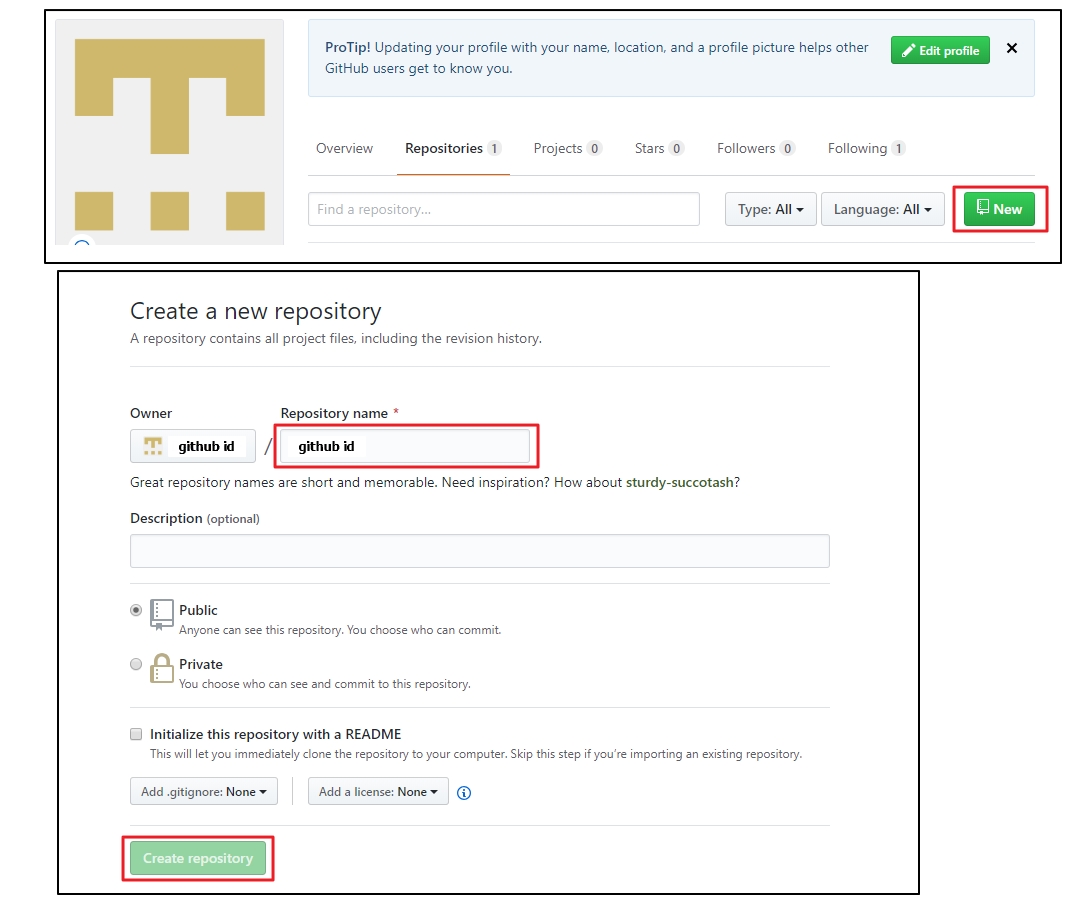 ProTip! Updating your profile with your name, location, and a profile picture helps other
GitHub users get to know you.
Edit profile
Overview Repositories 1 Projects 0 Stars 0 Followers 0 Following 1
Find a repository... Type: All Language: All New
Create a new repository
A repository contains all project files, including the revision history.
Owner Repository name *
github id / github id
Great repository names are short and memorable. Need inspiration? How about sturdy-succotash?
Description (optional)
Public
Anyone can see this repository. You choose who can commit.
Private
You choose who can see and commit to this repository.
Initialize this repository with a README
This will let you immediately clone the repository to your computer. Skip this step if you’re importing an existing repository.
Add .gitignore: None Add a license: None
Create repository